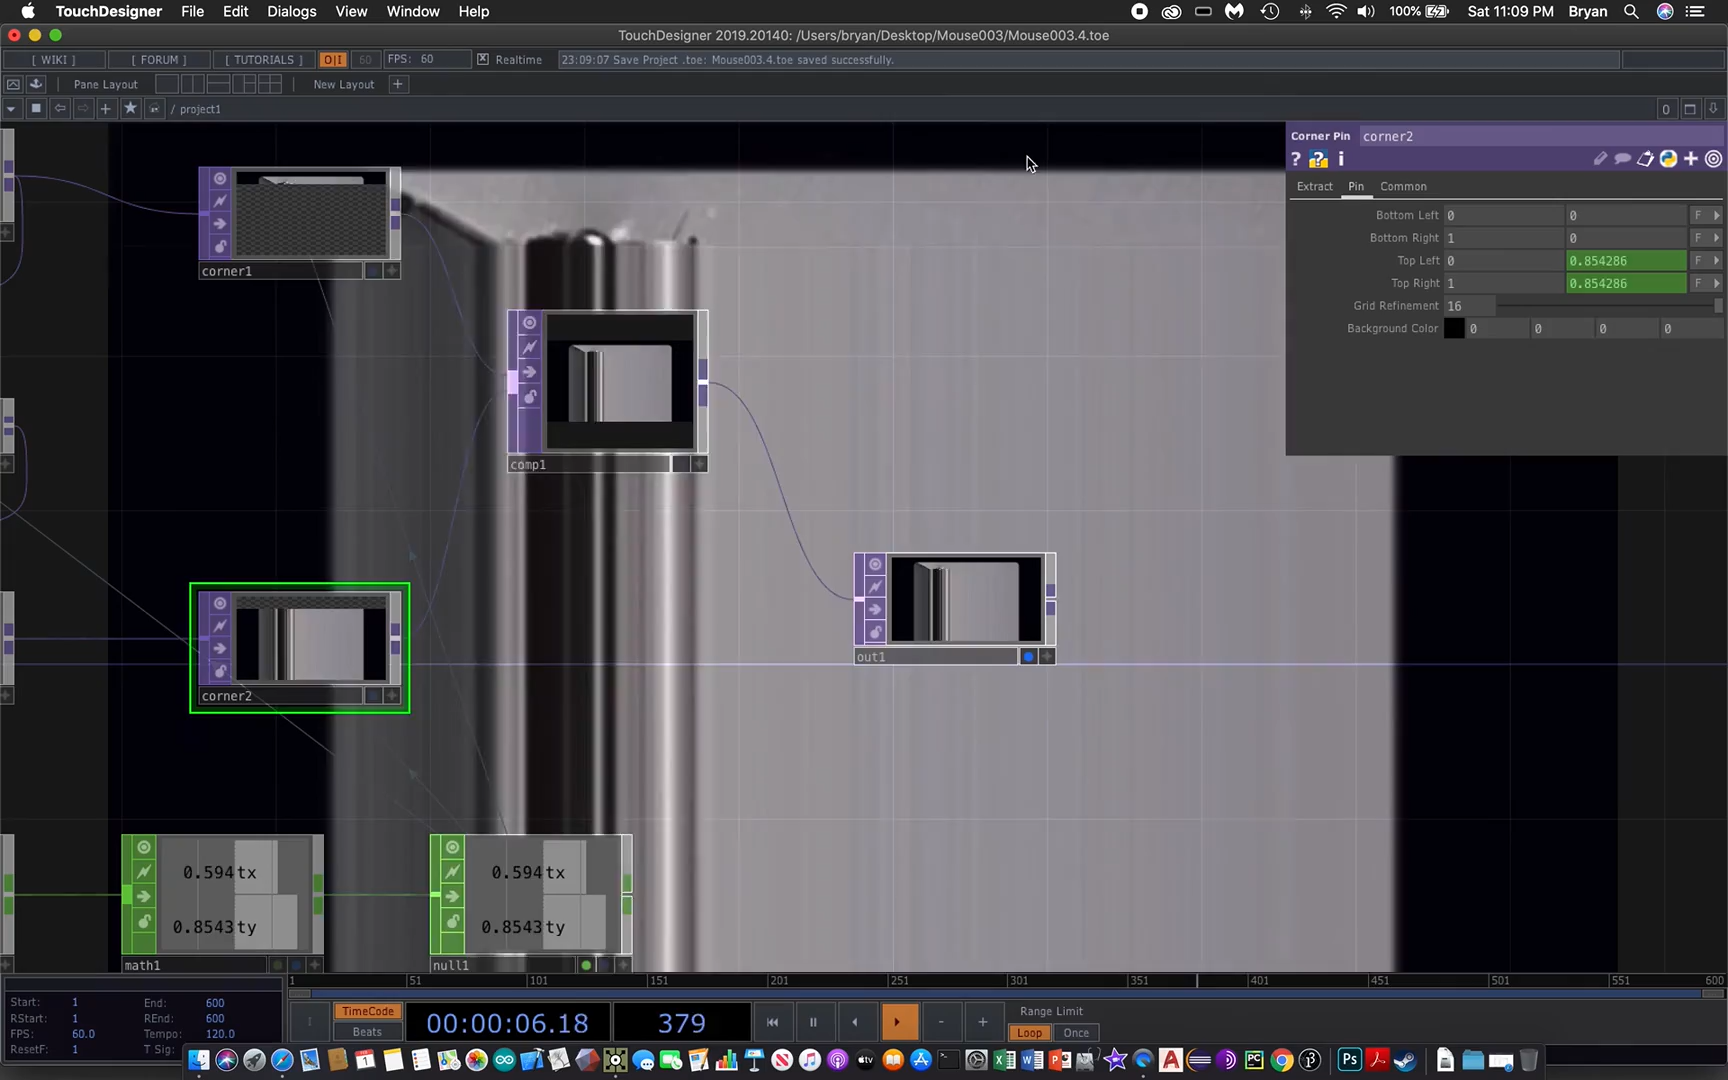 TouchDesigner File Edit Dialogs View Window Help 100% Sat 11:09 PM Bryan
TouchDesigner 2019.20140: /Users/bryan/Desktop/Mouse003/Mouse003.4.toe
[ WIKI ] [ FORUM ] [ TUTORIALS ] O|I 60 FPS: 60 Realtime 23:09:07 Save Project .toe: Mouse003.4.toe saved successfully.
Pane Layout New Layout +
/ project1
Corner Pin corner2
? ? i
Extract Pin Common
Bottom Left 0 0 F
Bottom Right 1 0 F
Top Left 0 0.854286 F
Top Right 1 0.854286 F
Grid Refinement 16
Background Color 0 0 0 0
corner1
comp1
out1
corner2
0.594 tx
0.8543 ty
math1
0.594 tx
0.8543 ty
null1
1 51 101 151 201 251 301 351 401 451 501 551 600
Start: 1 End: 600
RStart: 1 REnd: 600
FPS: 60.0 Tempo: 120.0
ResetF: 1 T Sig:
TimeCode
Beats
00:00:06.18
379
Range Limit
Loop Once